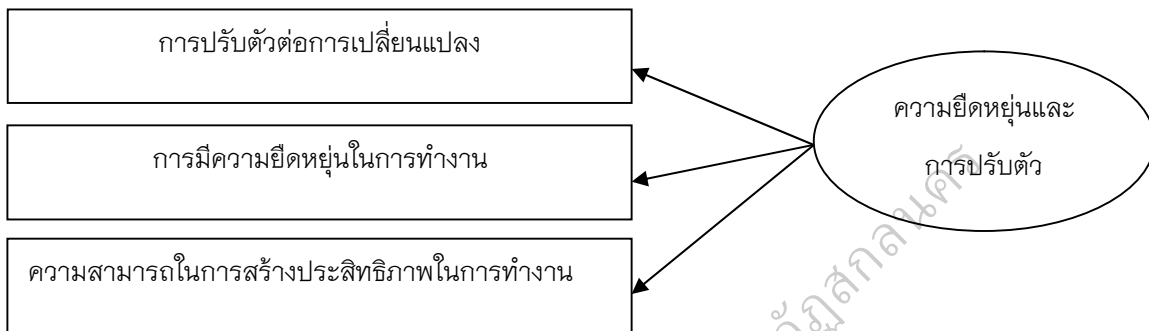 การปรับตัวต่อการเปลี่ยนแปลง
ความยืดหยุ่นและ
การปรับตัว
การมีความยืดหยุ่นในการทำงาน
ความสามารถในการสร้างประสิทธิภาพในการทำงาน